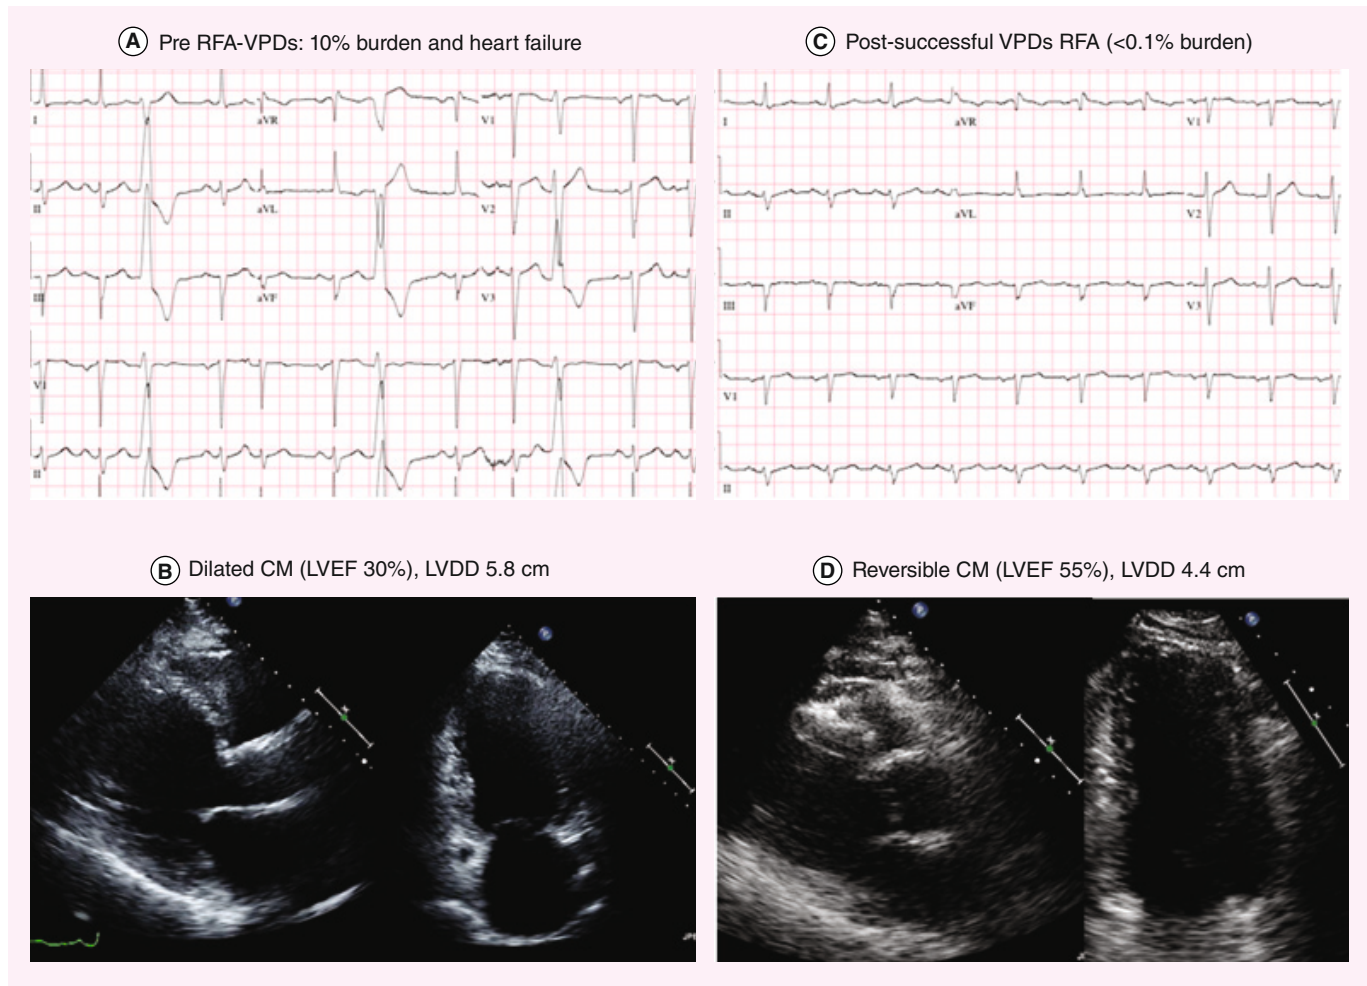 A Pre RFA-VPDs: 10% burden and heart failure
I aVR V1
II aVL V2
III aVF V3
V1
II
C Post-successful VPDs RFA (<0.1% burden)
I aVR V1
II aVL V2
III aVF V3
V1
II
B Dilated CM (LVEF 30%), LVDD 5.8 cm
D Reversible CM (LVEF 55%), LVDD 4.4 cm